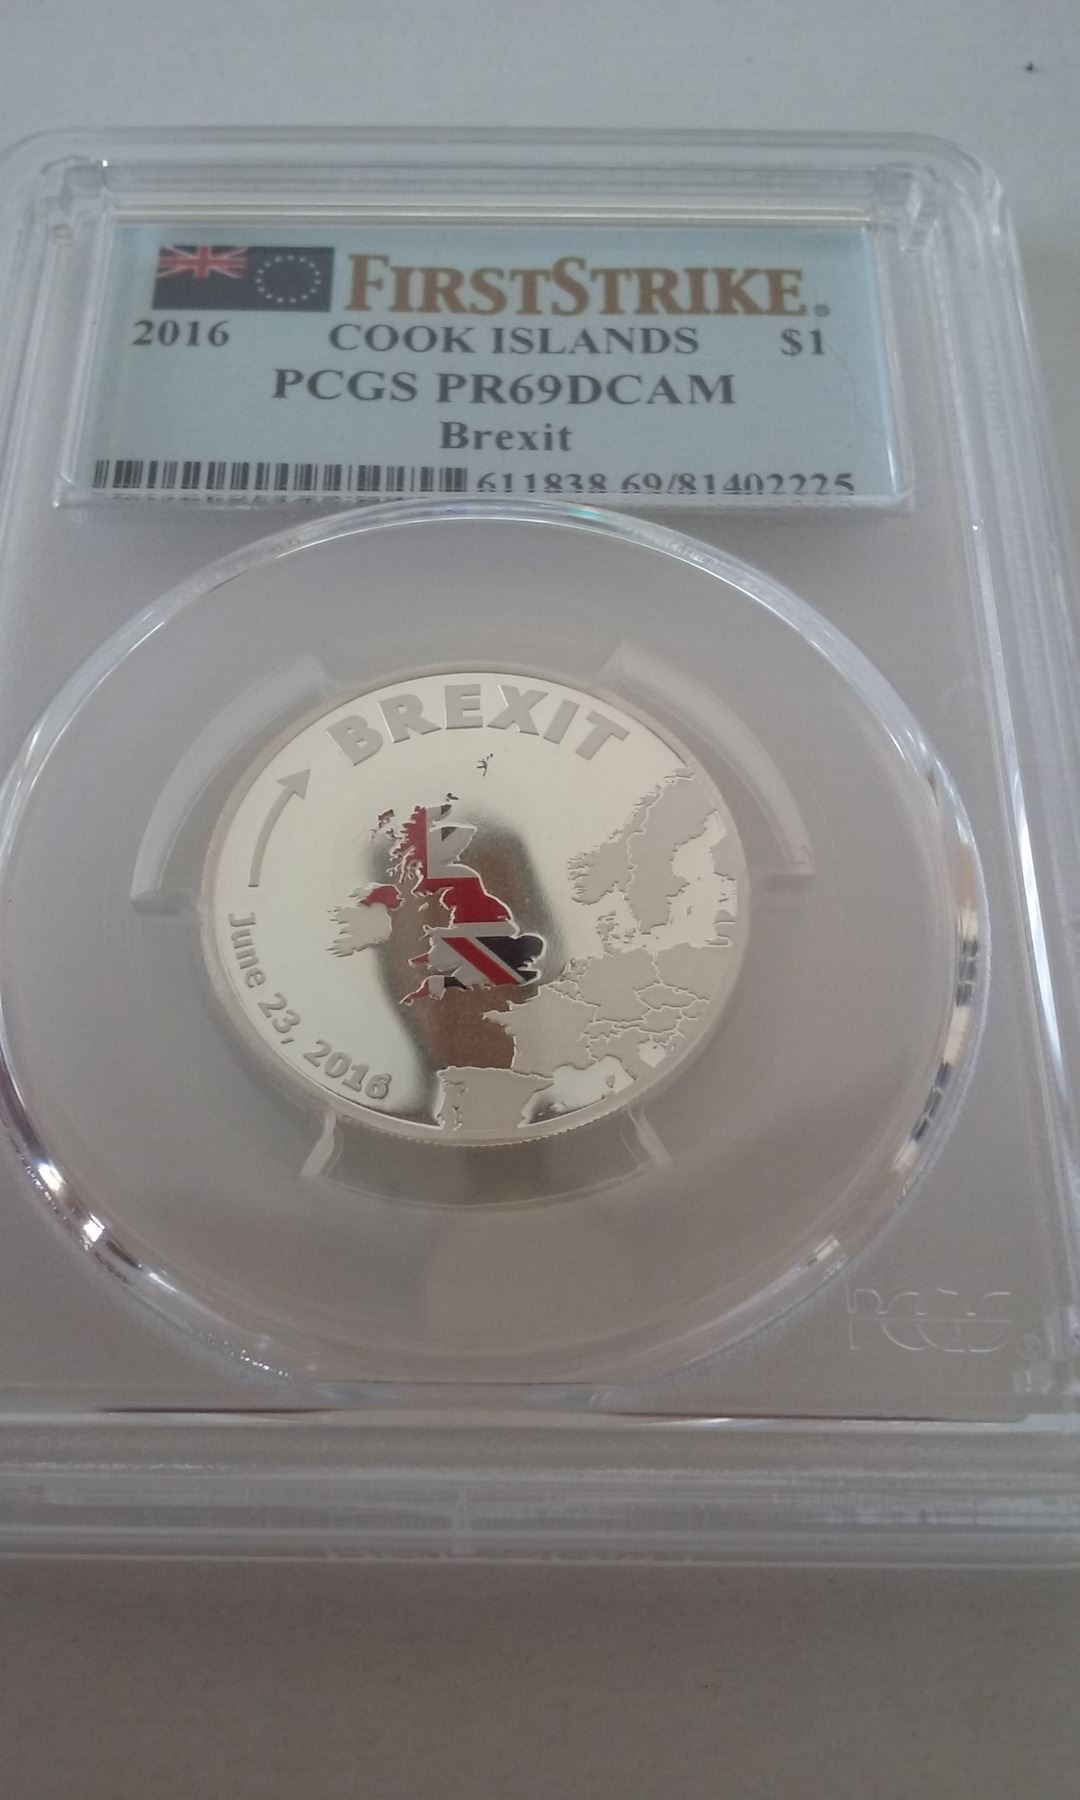 FIRSTSTRIKE®
2016 COOK ISLANDS $1
PCGS PR69DCAM
Brexit
611838.69/81402225
BREXIT
June 23, 2016
PCGS